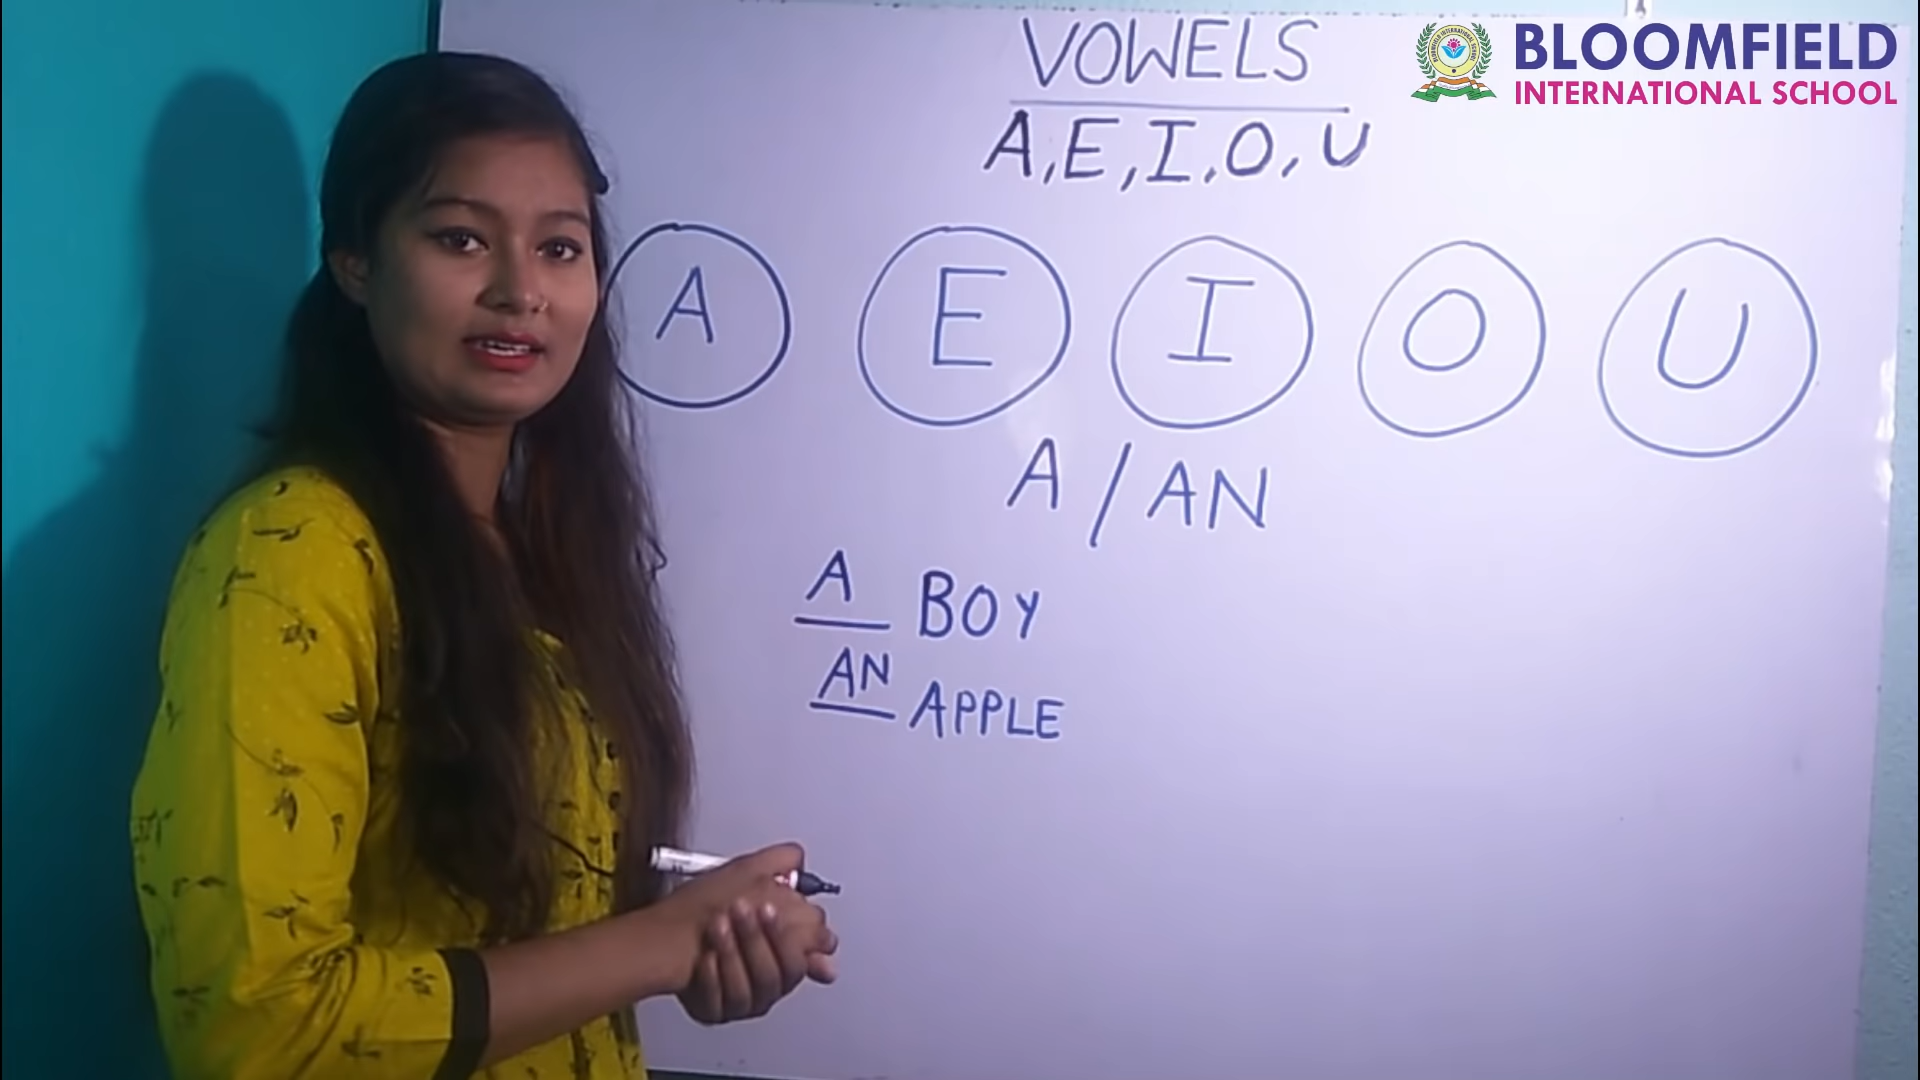 VOWELS
A, E, I, O, U
A E I O U
A / AN
A BOY
AN APPLE
BLOOMFIELD
INTERNATIONAL SCHOOL